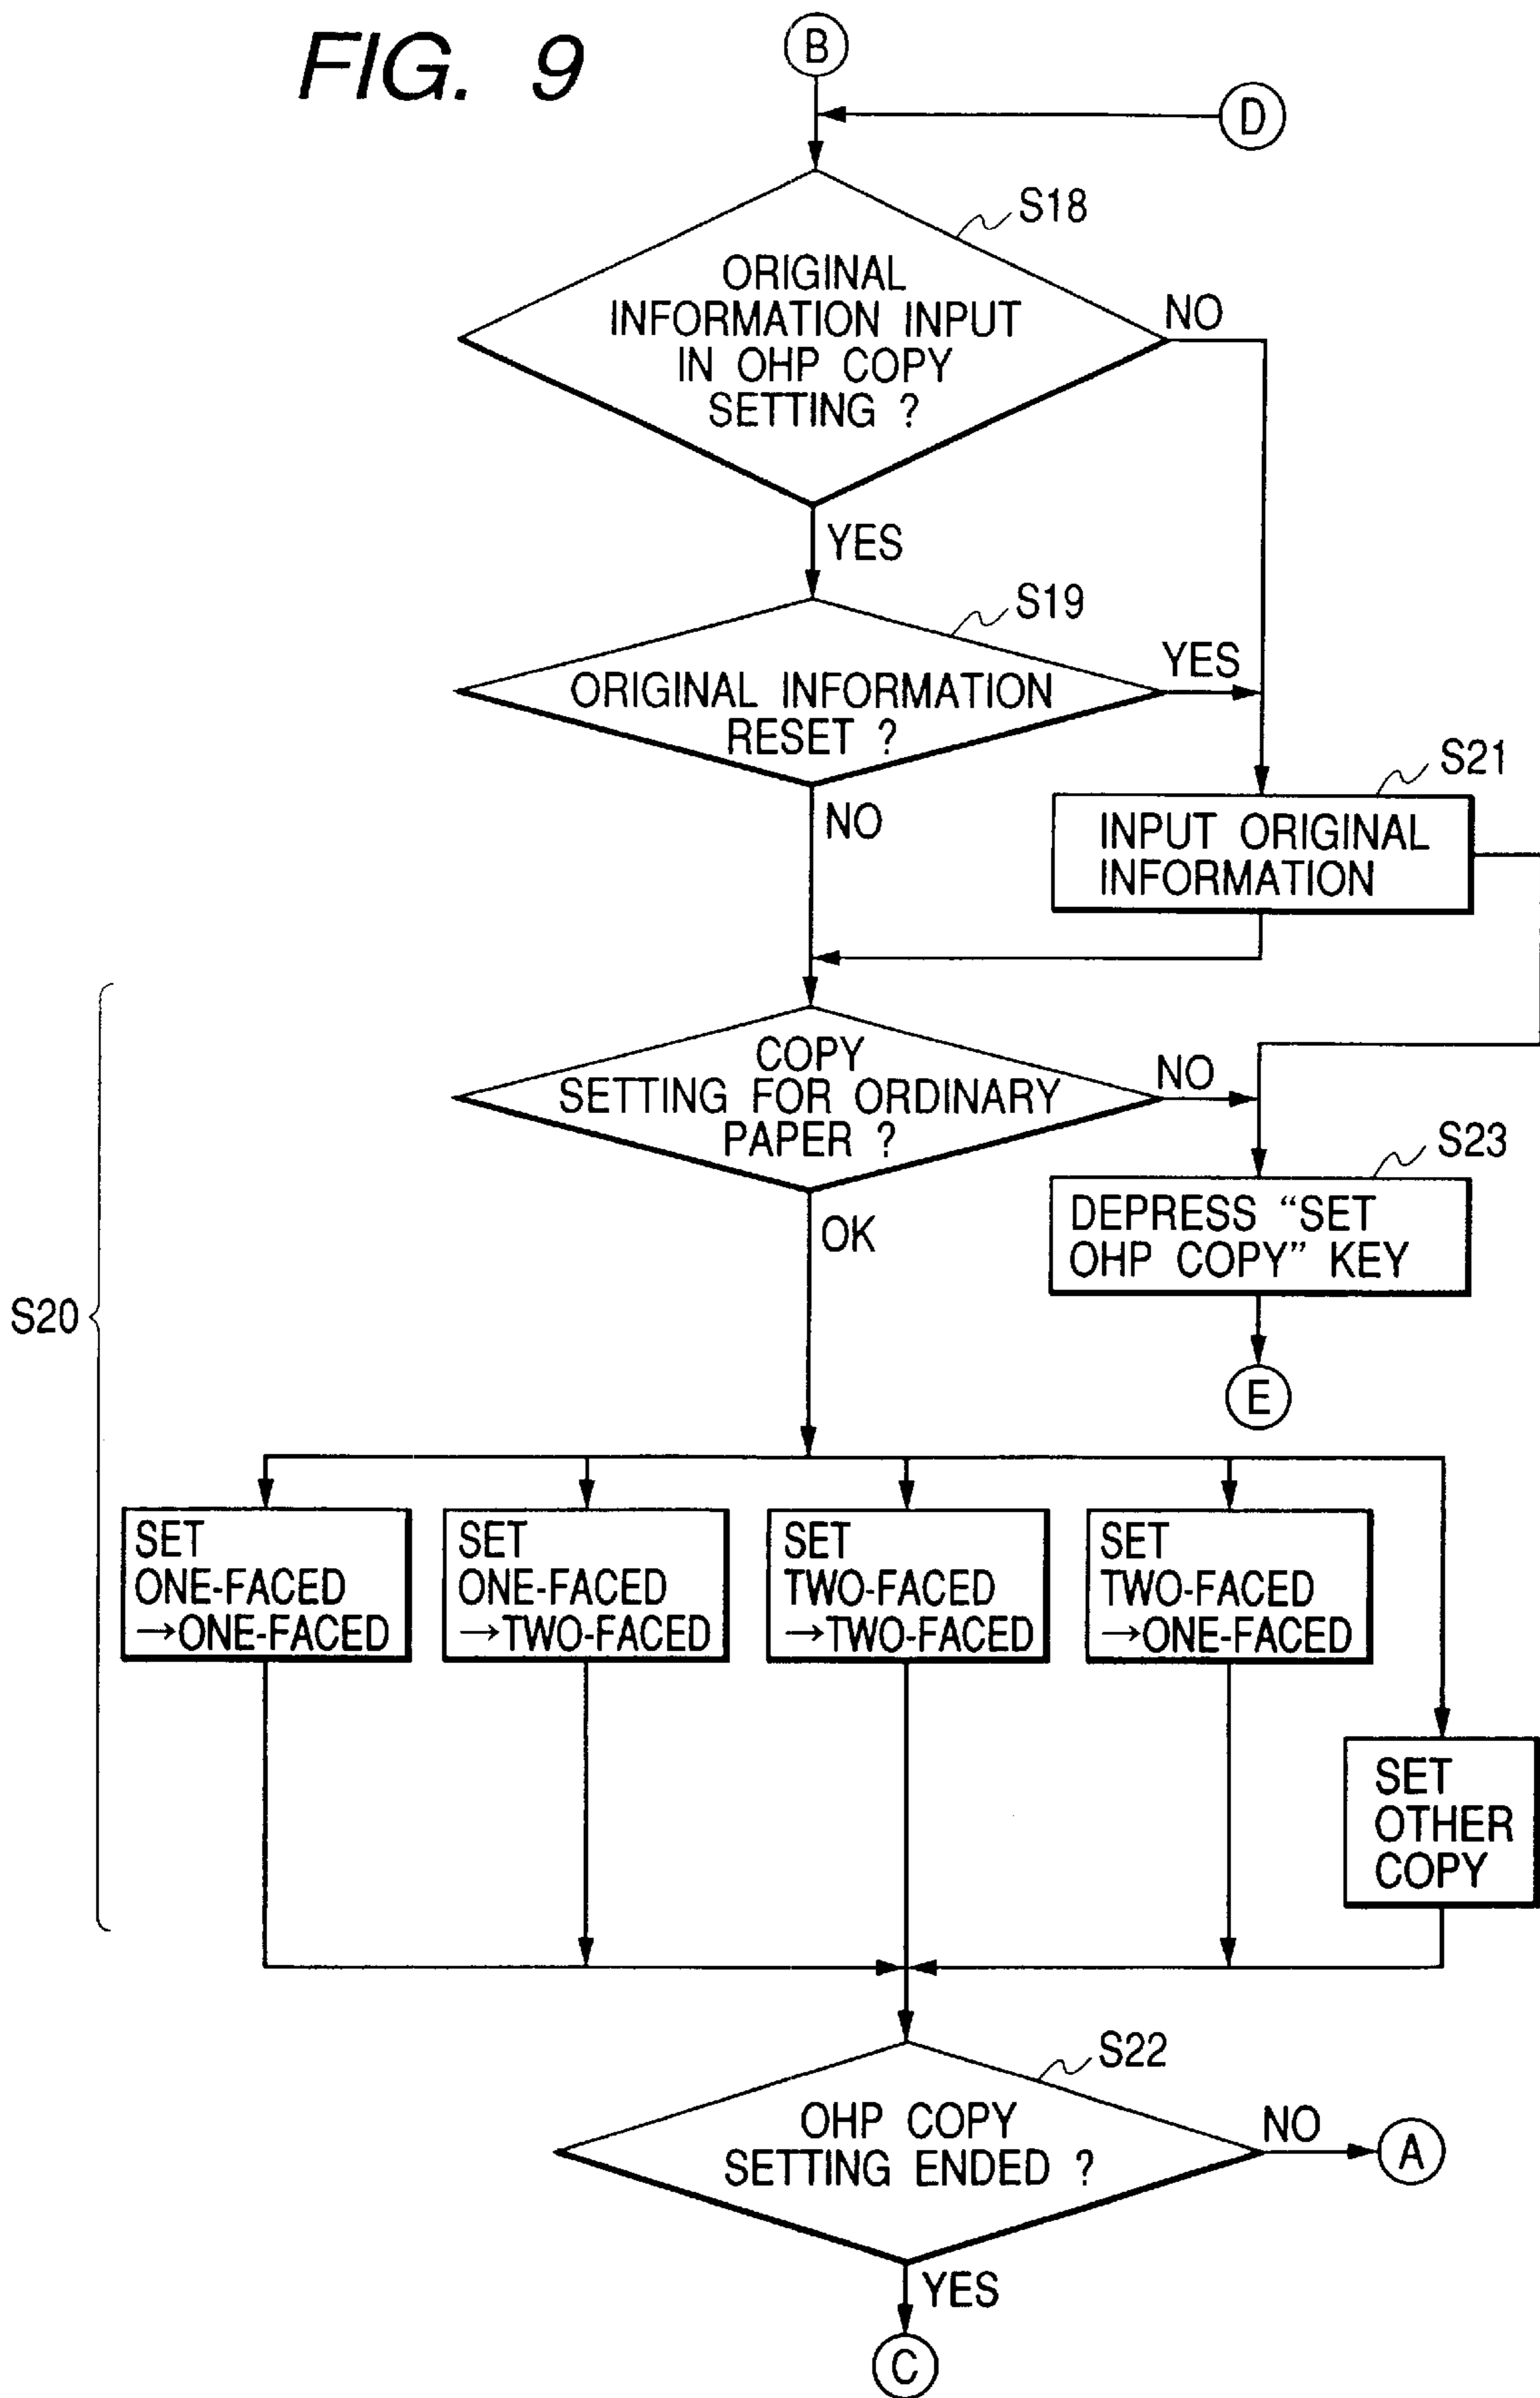 FIG. 9
B
D
S18
ORIGINAL
INFORMATION INPUT
IN OHP COPY
SETTING ?
NO
YES
S19
ORIGINAL INFORMATION
RESET ?
YES
NO
S21
INPUT ORIGINAL
INFORMATION
S20
COPY
SETTING FOR ORDINARY
PAPER ?
NO
OK
S23
DEPRESS “SET
OHP COPY” KEY
E
SET
ONE-FACED
→ONE-FACED
SET
ONE-FACED
→TWO-FACED
SET
TWO-FACED
→TWO-FACED
SET
TWO-FACED
→ONE-FACED
SET
OTHER
COPY
S22
OHP COPY
SETTING ENDED ?
NO
A
YES
C